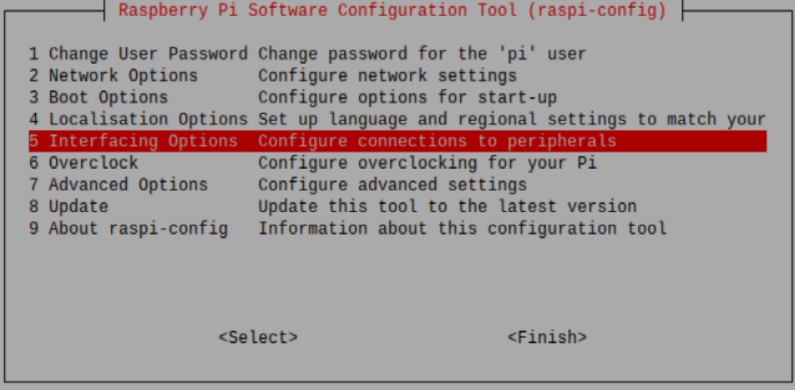 Raspberry Pi Software Configuration Tool (raspi-config)
1 Change User Password Change password for the 'pi' user
2 Network Options Configure network settings
3 Boot Options Configure options for start-up
4 Localisation Options Set up language and regional settings to match your
5 Interfacing Options Configure connections to peripherals
6 Overclock Configure overclocking for your Pi
7 Advanced Options Configure advanced settings
8 Update Update this tool to the latest version
9 About raspi-config Information about this configuration tool
<Select> <Finish>